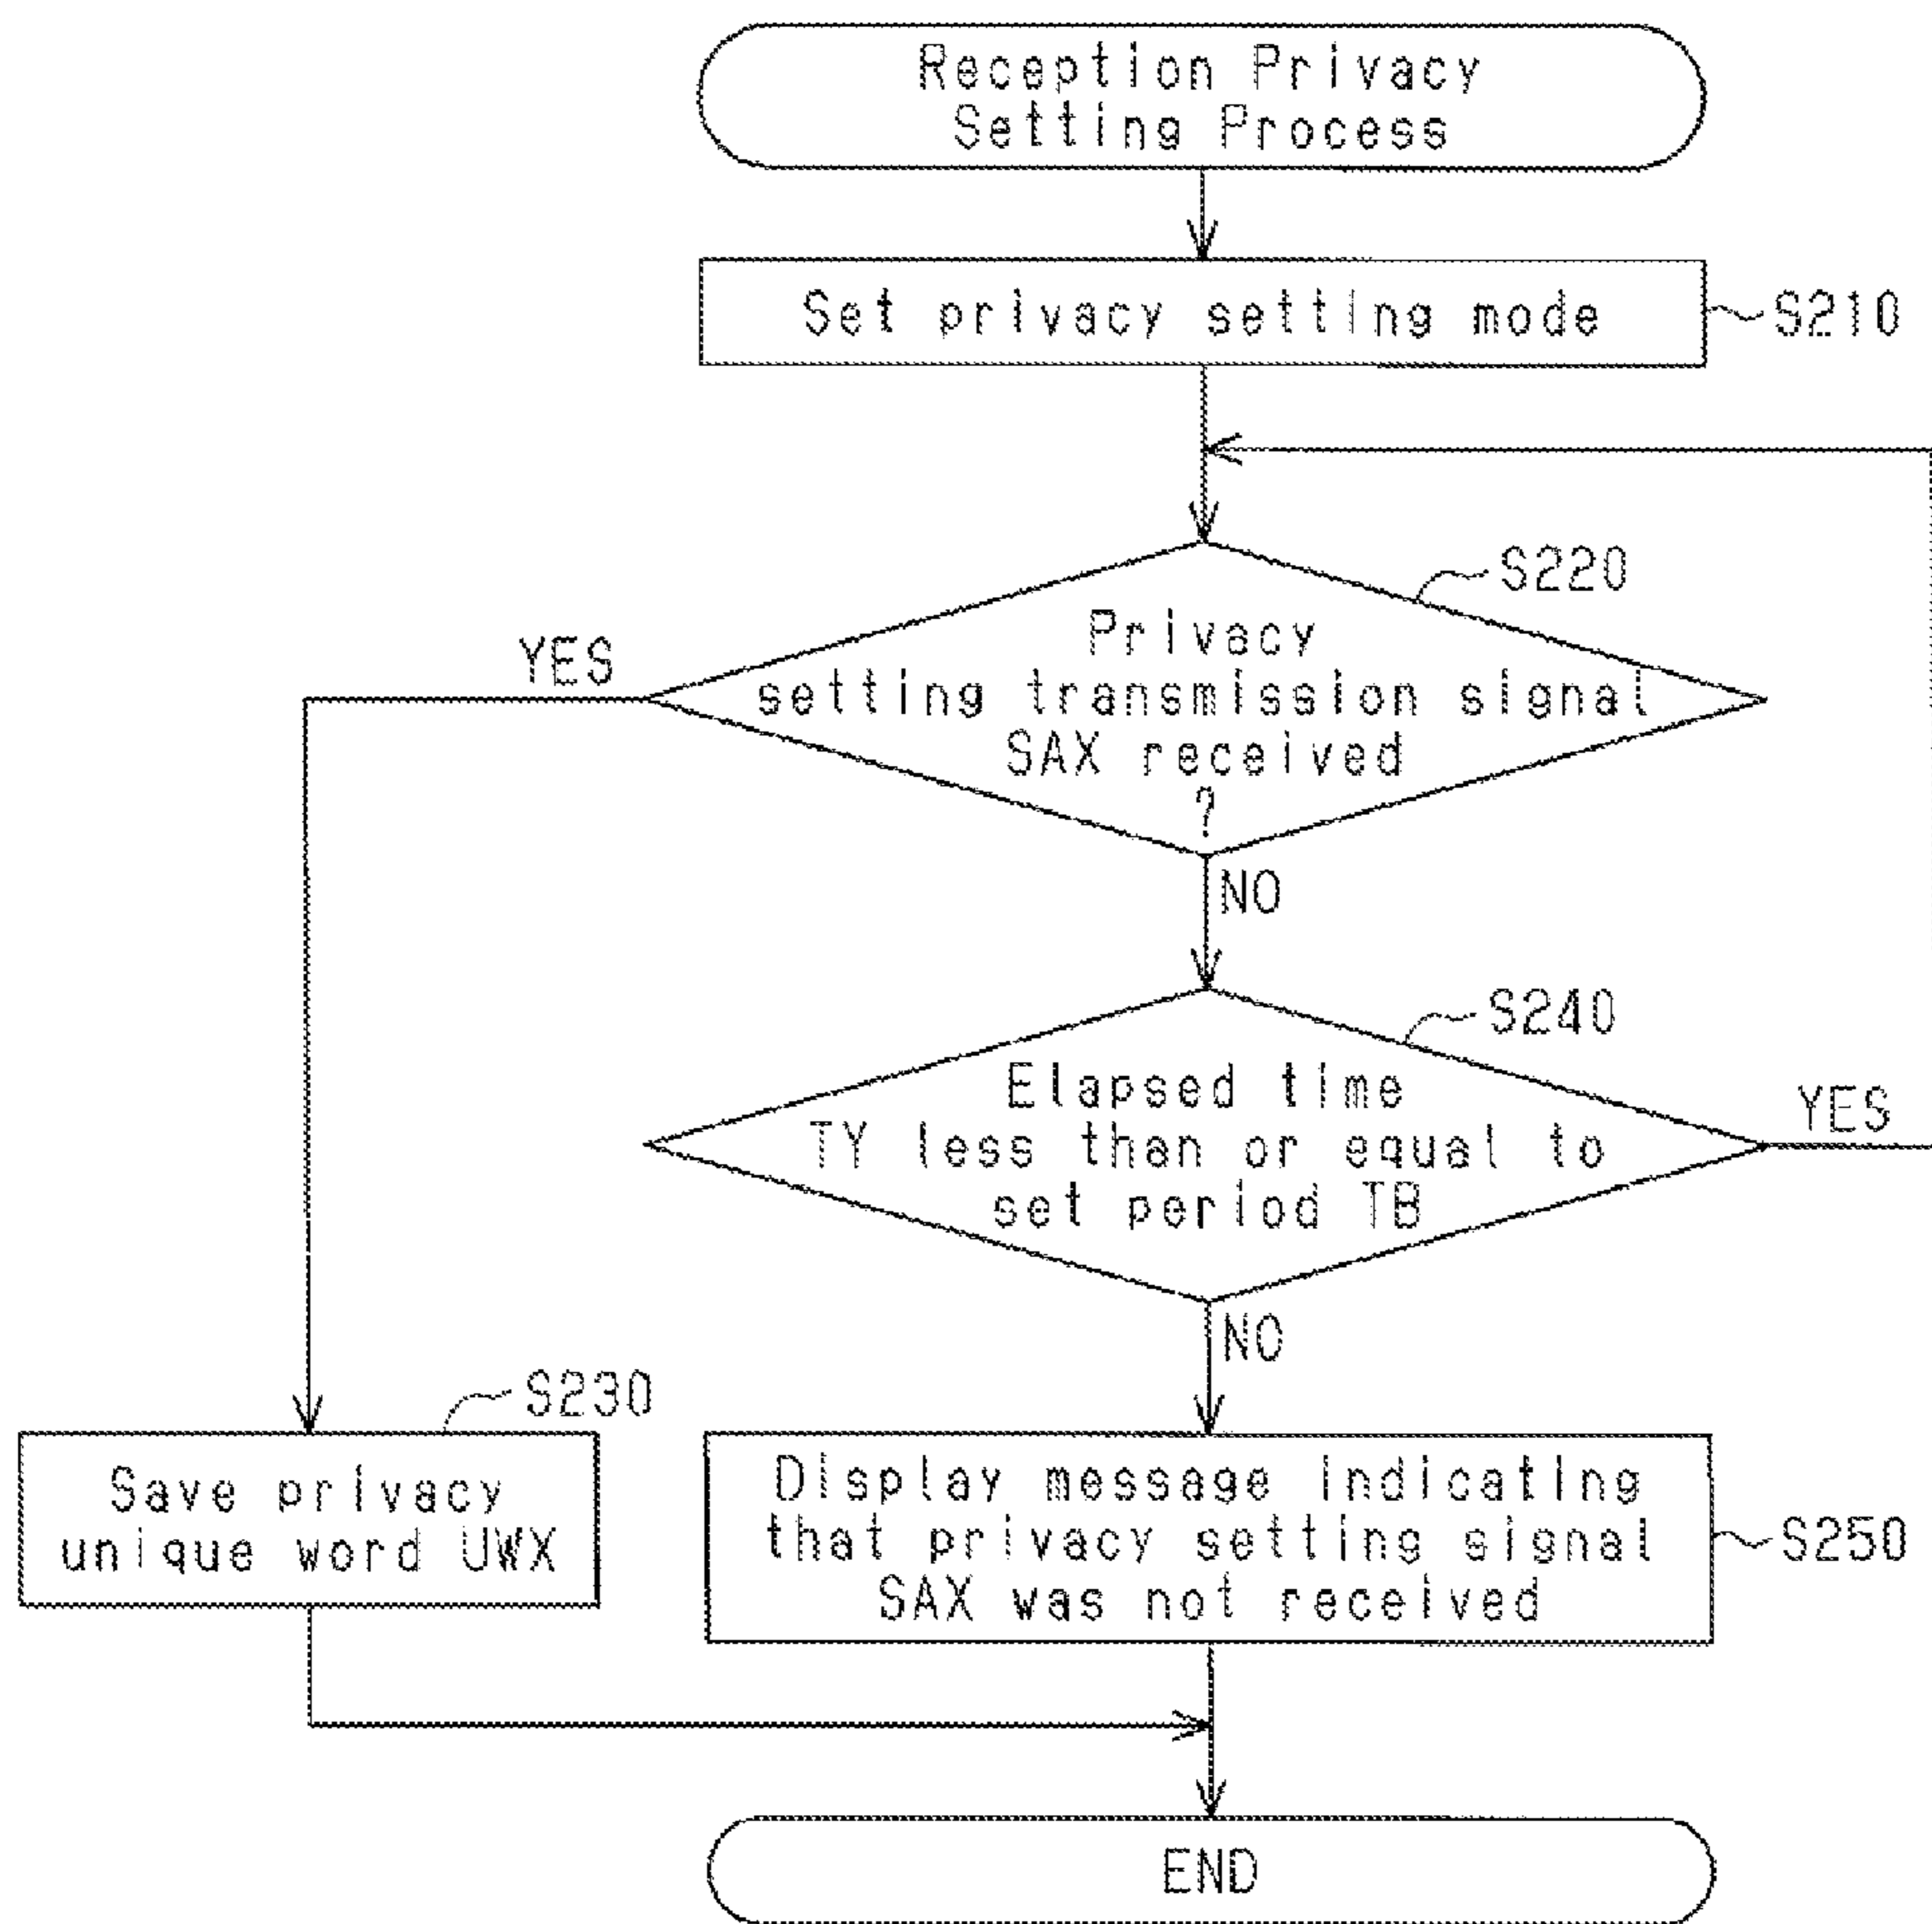 Reception Privacy
Setting Process
Set privacy setting mode
S210
S220
YES
Privacy
setting transmission signal
SAX received
?
NO
S240
Elapsed time
TY less than or equal to
set period TB
YES
NO
S230
Save privacy
unique word UWX
Display message indicating
that privacy setting signal
SAX was not received
S250
END